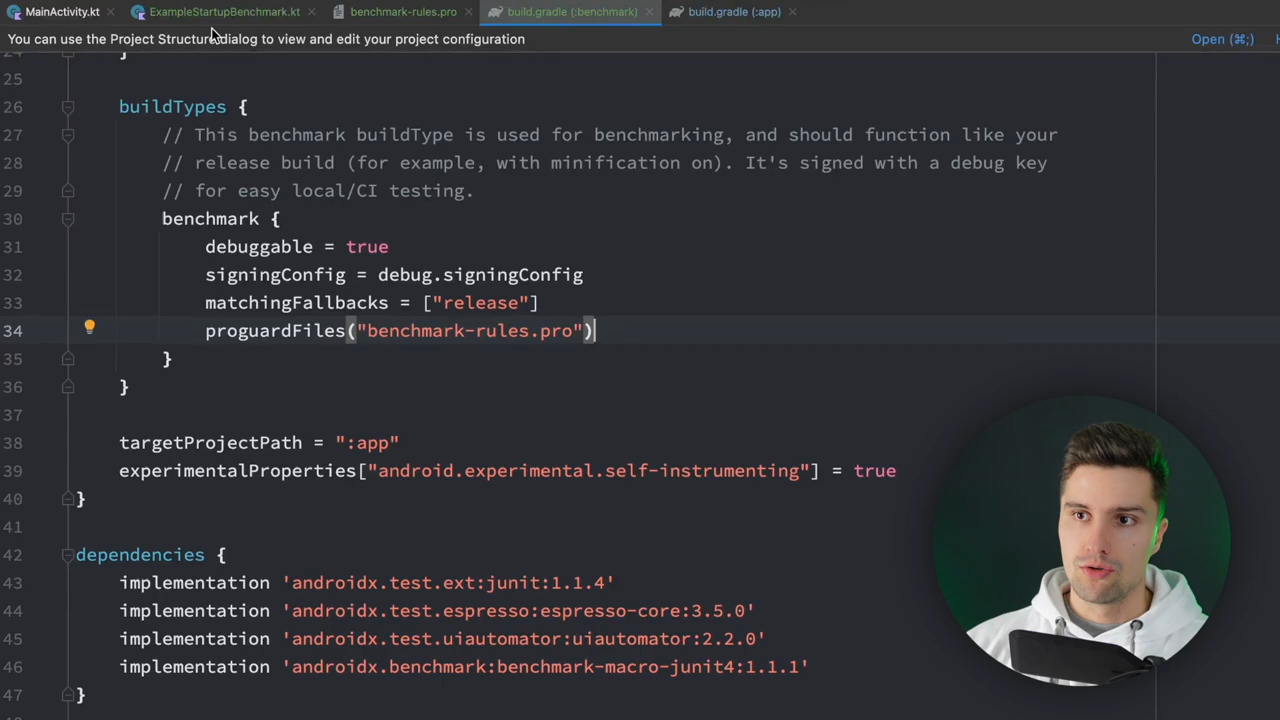 MainActivity.kt ExampleStartupBenchmark.kt benchmark-rules.pro build.gradle (:benchmark) build.gradle (:app)
You can use the Project Structure dialog to view and edit your project configuration Open (⌘;)
25
26 buildTypes {
27 // This benchmark buildType is used for benchmarking, and should function like your
28 // release build (for example, with minification on). It's signed with a debug key
29 // for easy local/CI testing.
30 benchmark {
31 debuggable = true
32 signingConfig = debug.signingConfig
33 matchingFallbacks = ["release"]
34 proguardFiles("benchmark-rules.pro")
35 }
36 }
37
38 targetProjectPath = ":app"
39 experimentalProperties["android.experimental.self-instrumenting"] = true
40 }
41
42 dependencies {
43 implementation 'androidx.test.ext:junit:1.1.4'
44 implementation 'androidx.test.espresso:espresso-core:3.5.0'
45 implementation 'androidx.test.uiautomator:uiautomator:2.2.0'
46 implementation 'androidx.benchmark:benchmark-macro-junit4:1.1.1'
47 }